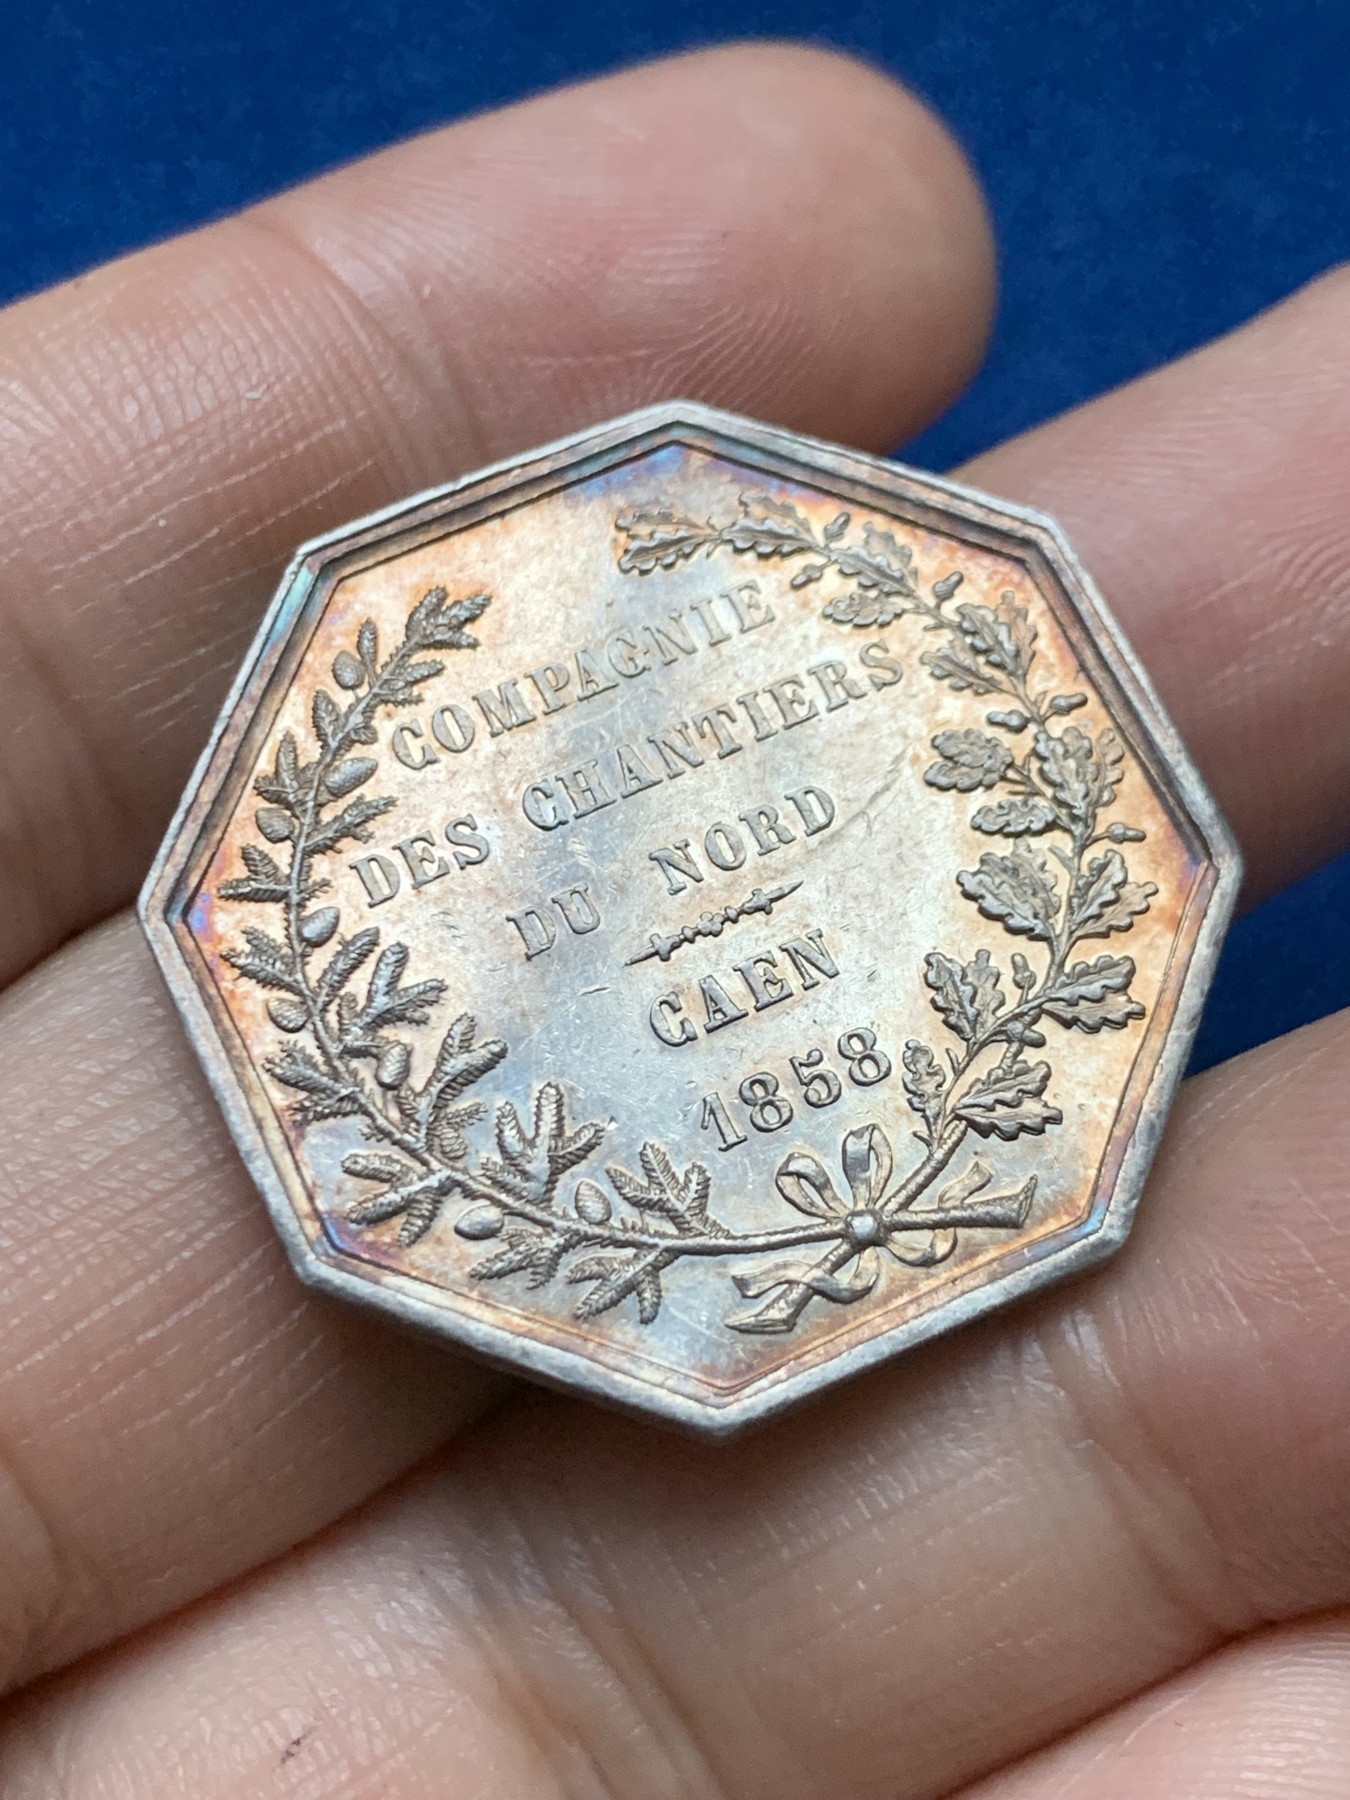 COMPAGNIE
DES CHANTIERS
DU NORD
CAEN
1858